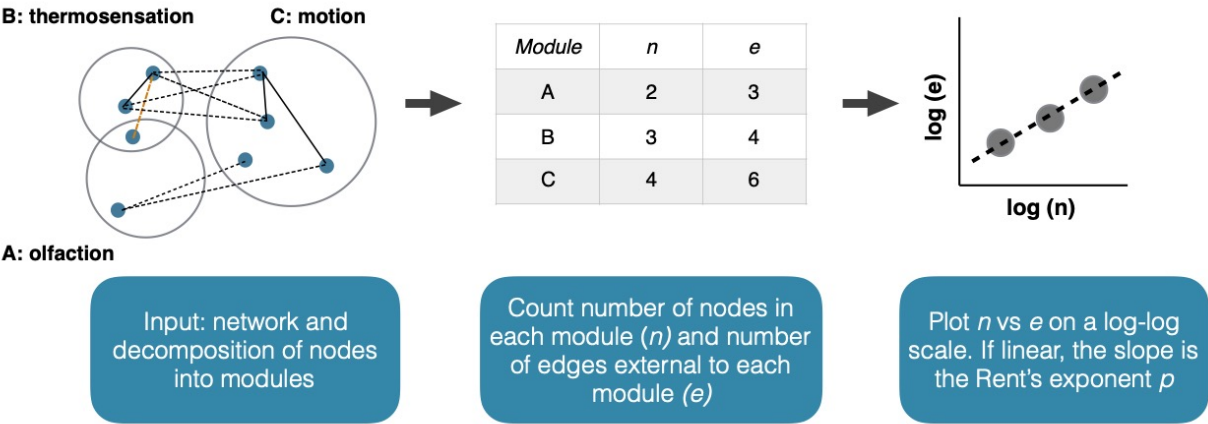 B: thermosensation
C: motion
A: olfaction
Module n e
A 2 3
B 3 4
C 4 6
log (e)
log (n)
Input: network and
decomposition of nodes
into modules
Count number of nodes in
each module (n) and number
of edges external to each
module (e)
Plot n vs e on a log-log
scale. If linear, the slope is
the Rent's exponent p